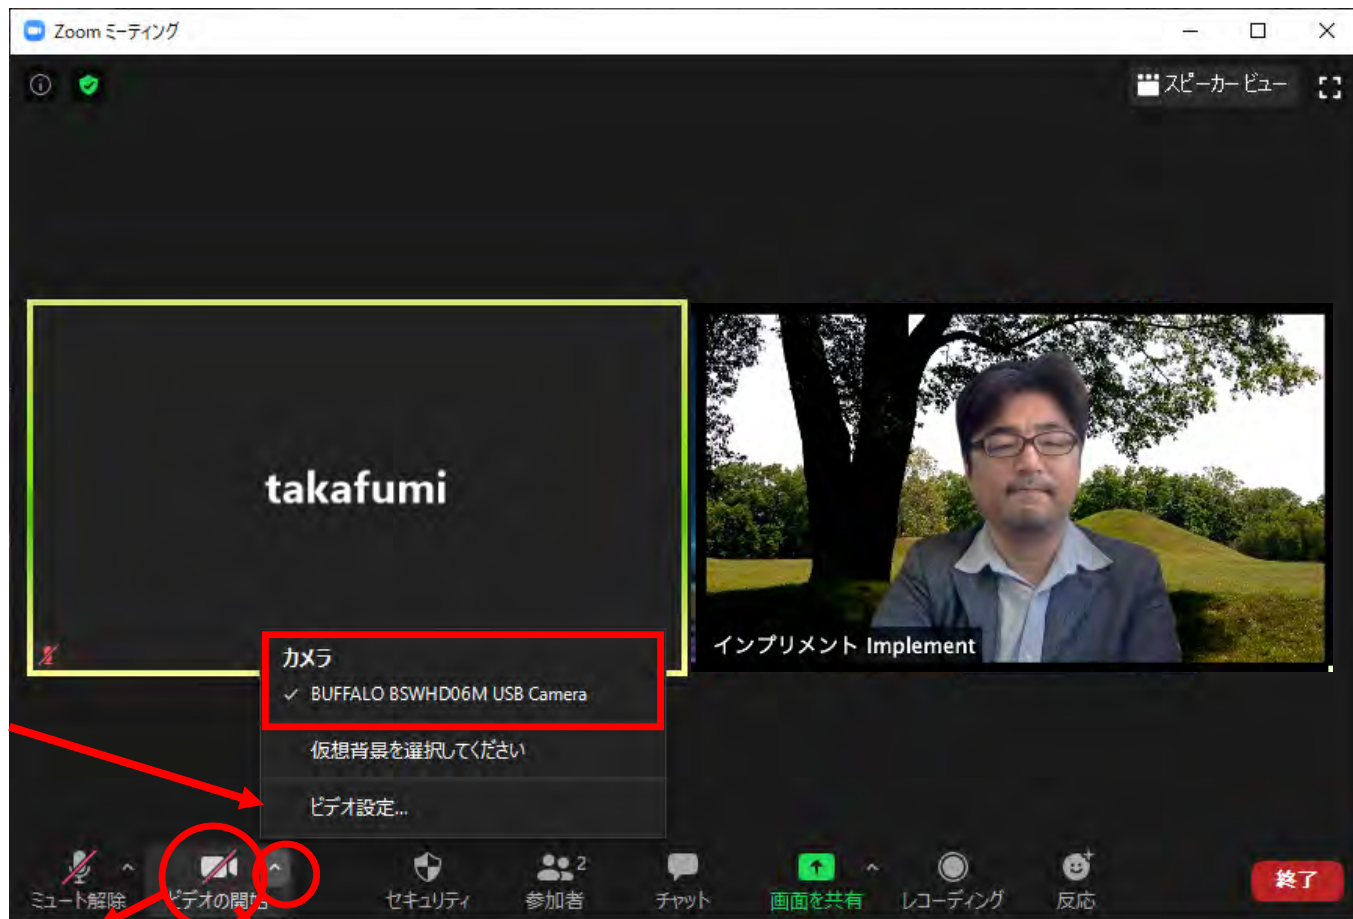 Zoom ミーティング
スピーカー ビュー
takafumi
インプリメント Implement
カメラ
✓ BUFFALO BSWHD06M USB Camera
仮想背景を選択してください
ビデオ設定...
ミュート解除
ビデオの開始
セキュリティ
2
参加者
チャット
画面を共有
レコーディング
反応
終了